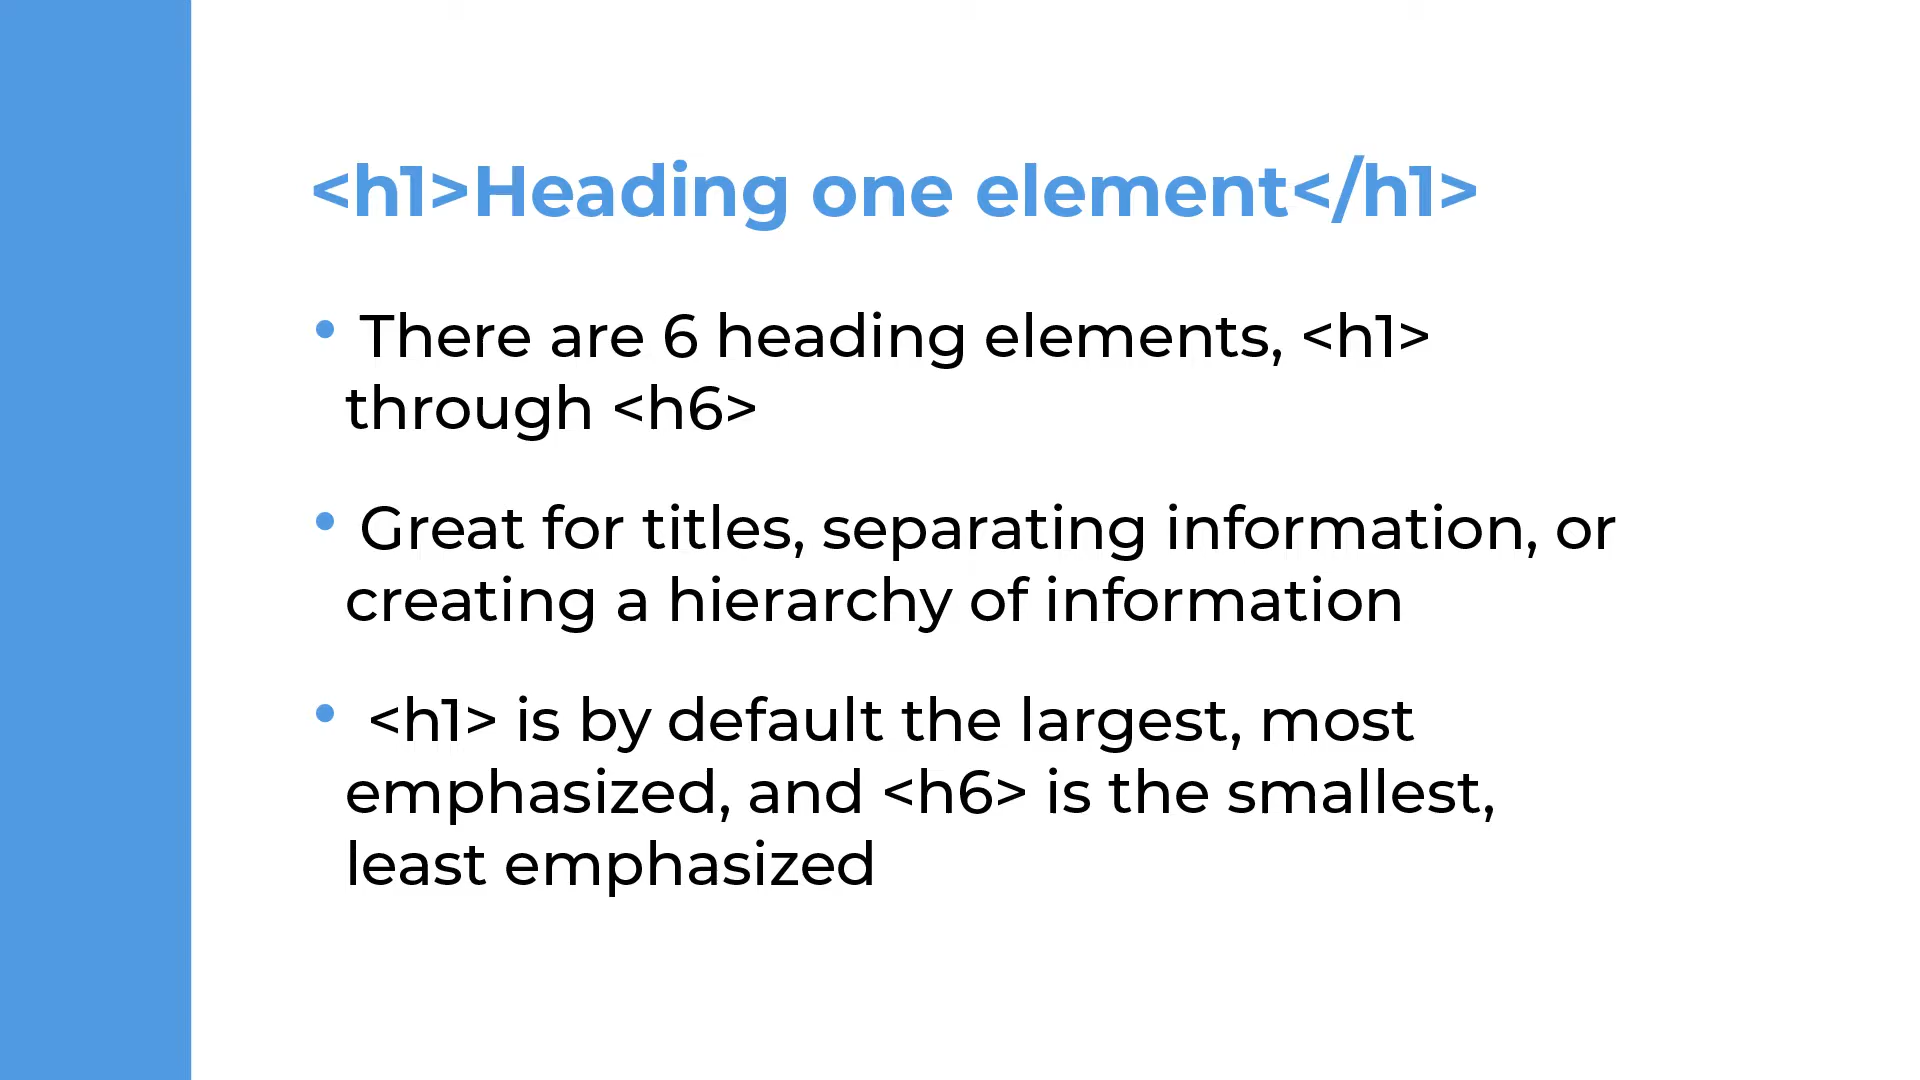 <h1>Heading one element</h1>
• There are 6 heading elements, <h1>
through <h6>
• Great for titles, separating information, or
creating a hierarchy of information
• <h1> is by default the largest, most
emphasized, and <h6> is the smallest,
least emphasized